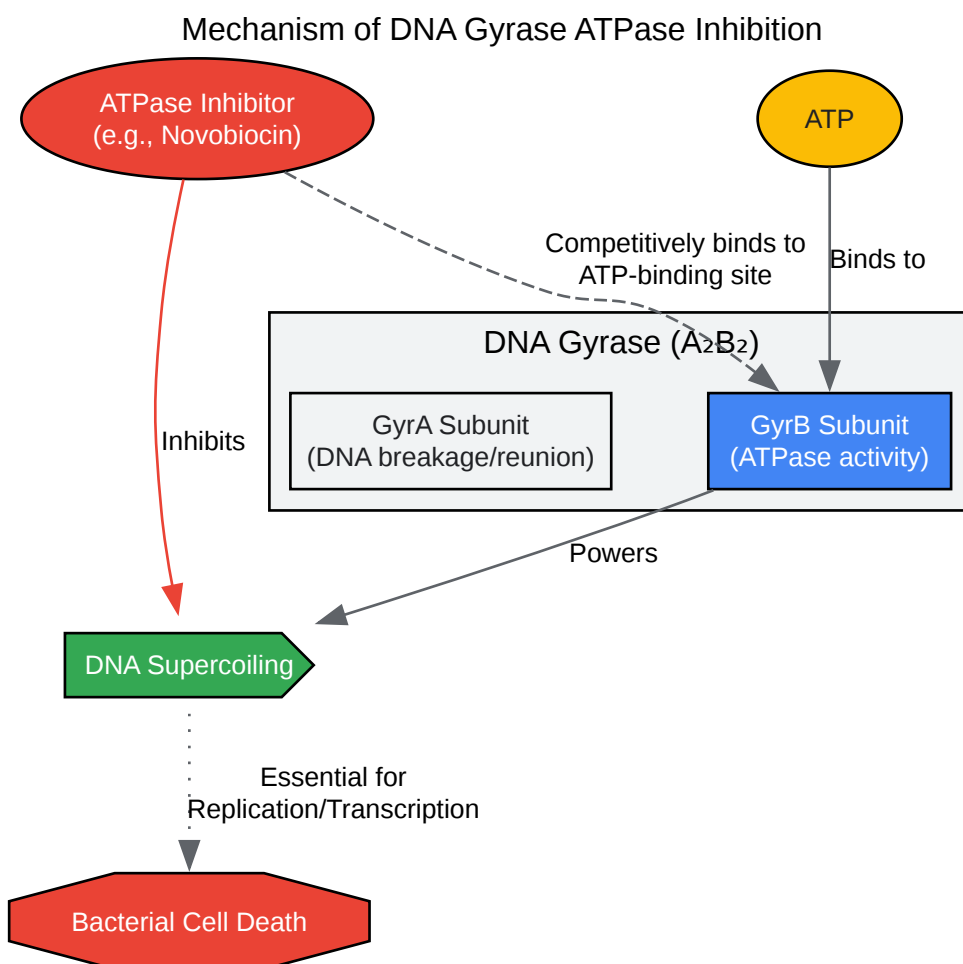 Mechanism of DNA Gyrase ATPase Inhibition
ATPase Inhibitor
(e.g., Novobiocin)
ATP
Competitively binds to
ATP-binding site
Binds to
DNA Gyrase (A₂B₂)
GyrA Subunit
(DNA breakage/reunion)
GyrB Subunit
(ATPase activity)
Inhibits
Powers
DNA Supercoiling
Essential for
Replication/Transcription
Bacterial Cell Death